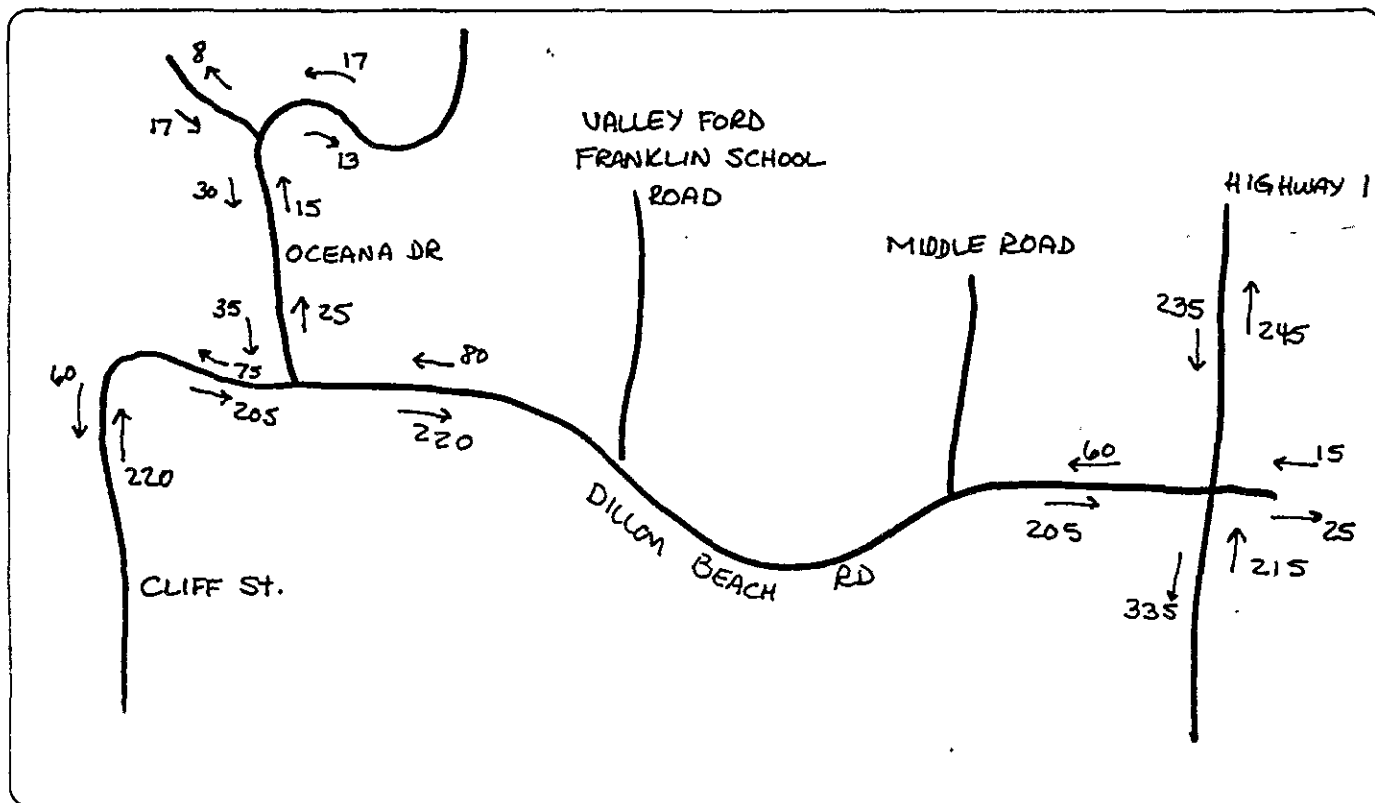 8
17
17
13
VALLEY FORD
FRANKLIN SCHOOL
ROAD
30
15
HIGHWAY 1
OCEANA DR
MIDDLE ROAD
35
25
235
245
60
75
80
205
220
220
60
15
DILLON BEACH RD
205
25
CLIFF ST.
335
215